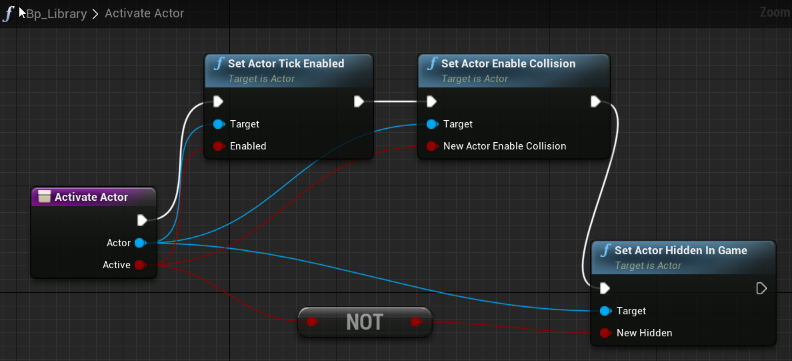 f Bp_Library > Activate Actor
Zoom
f Set Actor Tick Enabled
Target is Actor
Target
Enabled
f Set Actor Enable Collision
Target is Actor
Target
New Actor Enable Collision
Activate Actor
Actor
Active
NOT
f Set Actor Hidden In Game
Target is Actor
Target
New Hidden